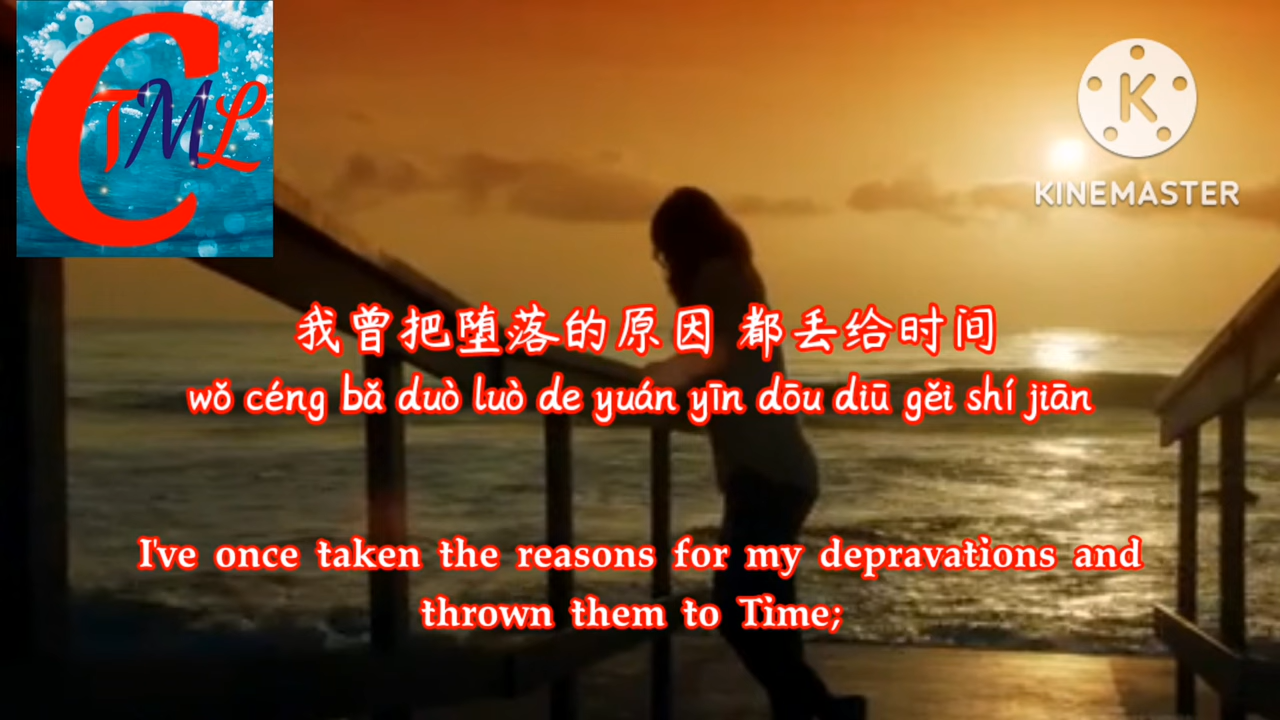 CTML
K
KINEMASTER
我曾把堕落的原因 都丢给时间
wǒ céng bǎ duò luò de yuán yīn dōu diū gěi shí jiān
I've once taken the reasons for my depravations and
thrown them to Time;